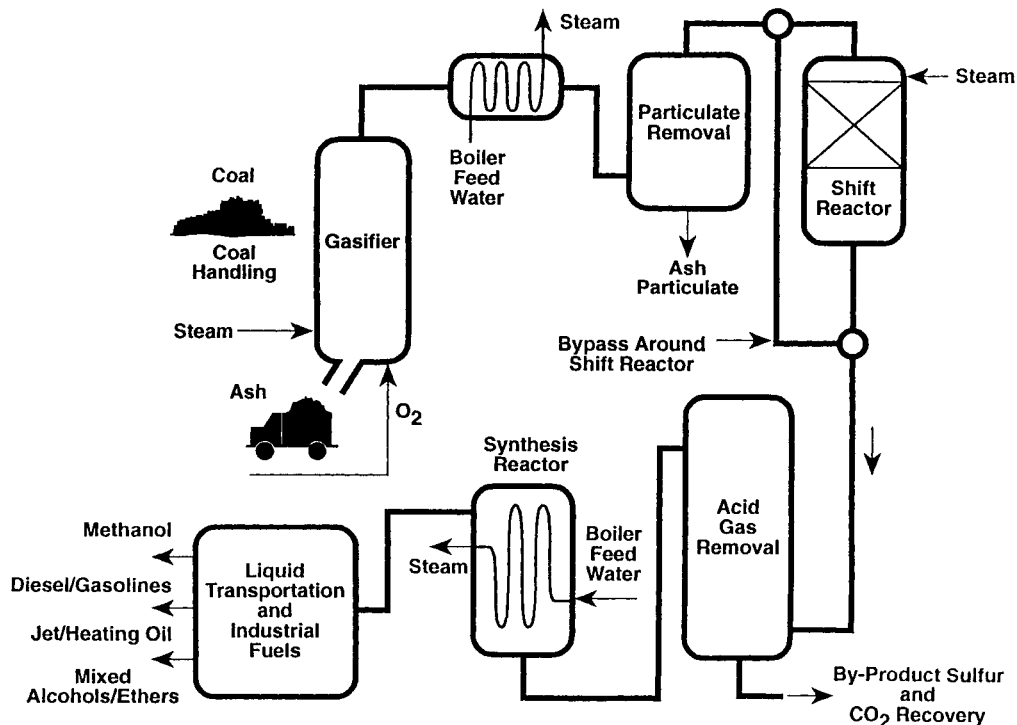 Steam
Steam
Particulate
Removal
Boiler
Feed
Water
Coal
Shift
Reactor
Gasifier
Coal
Handling
Ash
Particulate
Steam
Bypass Around
Shift Reactor
Ash
O2
Synthesis
Reactor
Acid
Gas
Removal
Methanol
Boiler
Feed
Water
Steam
Liquid
Transportation
and
Industrial
Fuels
Diesel/Gasolines
Jet/Heating Oil
Mixed
Alcohols/Ethers
By-Product Sulfur
and
CO2 Recovery